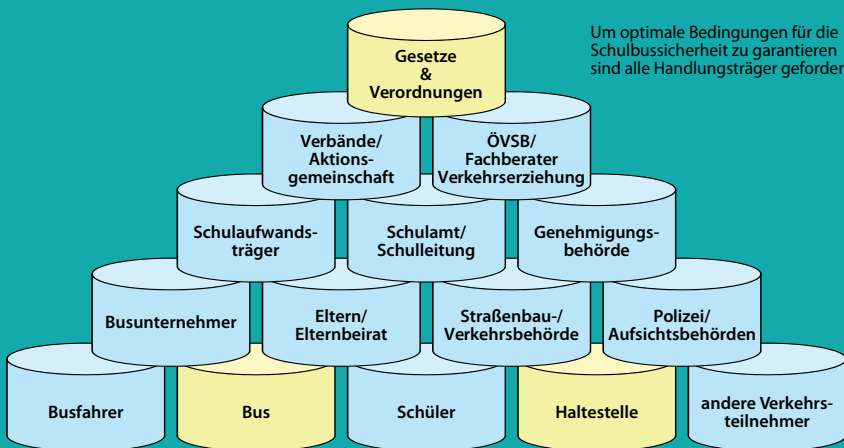 Um optimale Bedingungen für die
Schulbussicherheit zu garantieren
sind alle Handlungsträger geforder
Gesetze
&
Verordnungen
Verbände/
Aktions-
gemeinschaft
ÖVSB/
Fachberater
Verkehrserziehung
Schulaufwands-
träger
Schulamt/
Schulleitung
Genehmigungs-
behörde
Busunternehmer
Eltern/
Elternbeirat
Straßenbau-/
Verkehrsbehörde
Polizei/
Aufsichtsbehörden
Busfahrer
Bus
Schüler
Haltestelle
andere Verkehrs-
teilnehmer